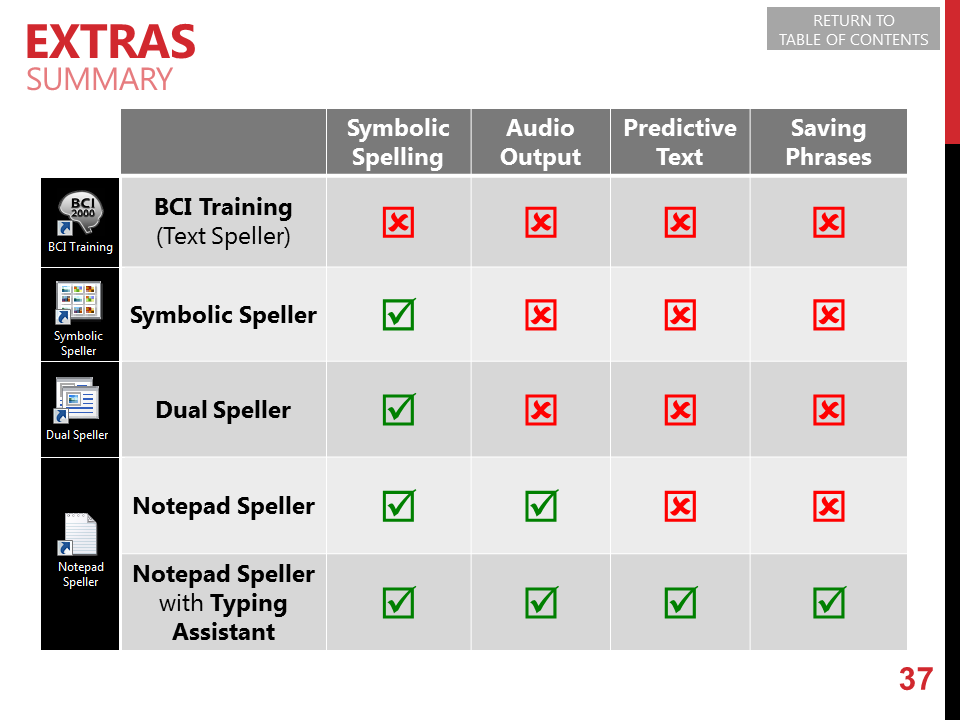 EXTRAS
SUMMARY
RETURN TO
TABLE OF CONTENTS
Symbolic
Spelling
Audio
Output
Predictive
Text
Saving
Phrases
BCI
2000
BCI Training
BCI Training
(Text Speller)
Symbolic
Speller
Symbolic Speller
Dual Speller
Dual Speller
Notepad
Speller
Notepad Speller
Notepad Speller
with Typing
Assistant
37